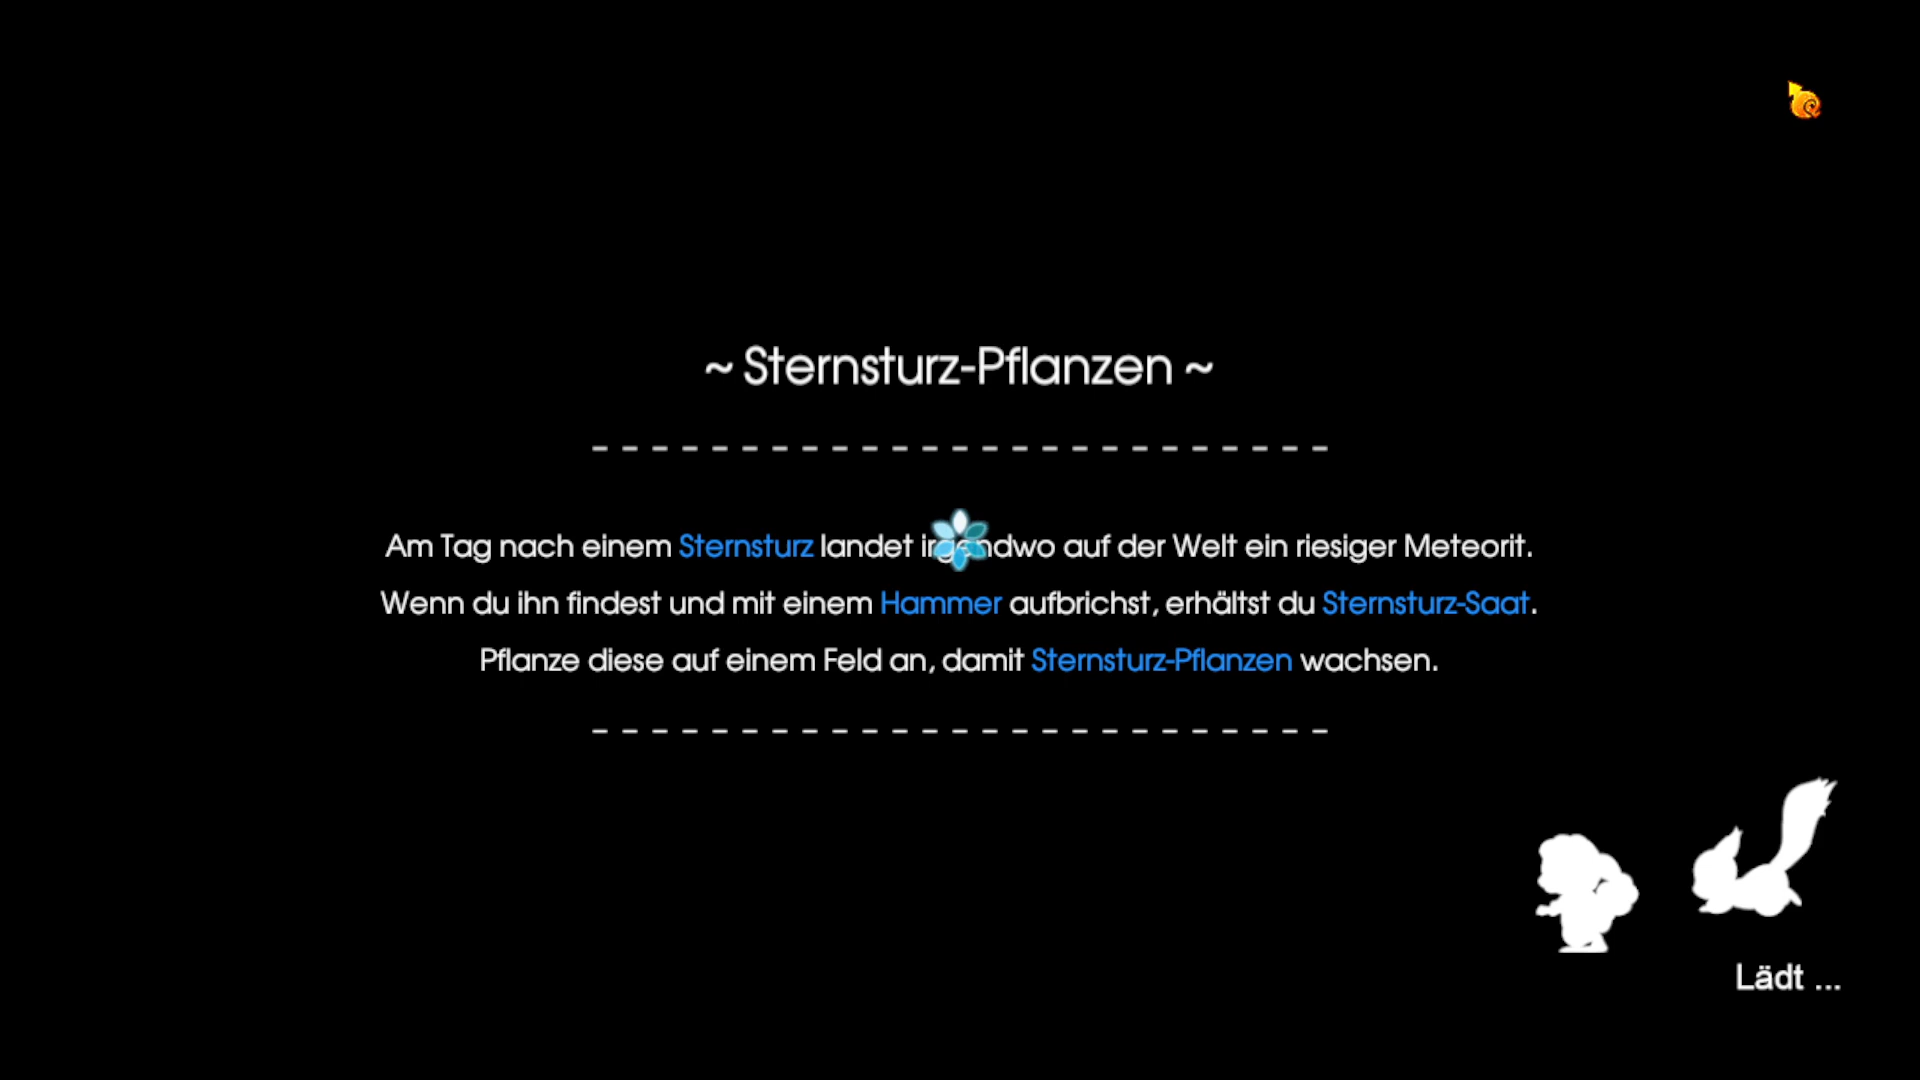 ~ Sternsturz-Pflanzen ~
- - - - - - - - - - - - - - - - - - - - - - - - -
Am Tag nach einem Sternsturz landet irgendwo auf der Welt ein riesiger Meteorit.
Wenn du ihn findest und mit einem Hammer aufbrichst, erhältst du Sternsturz-Saat.
Pflanze diese auf einem Feld an, damit Sternsturz-Pflanzen wachsen.
- - - - - - - - - - - - - - - - - - - - - - - - -
Lädt ...